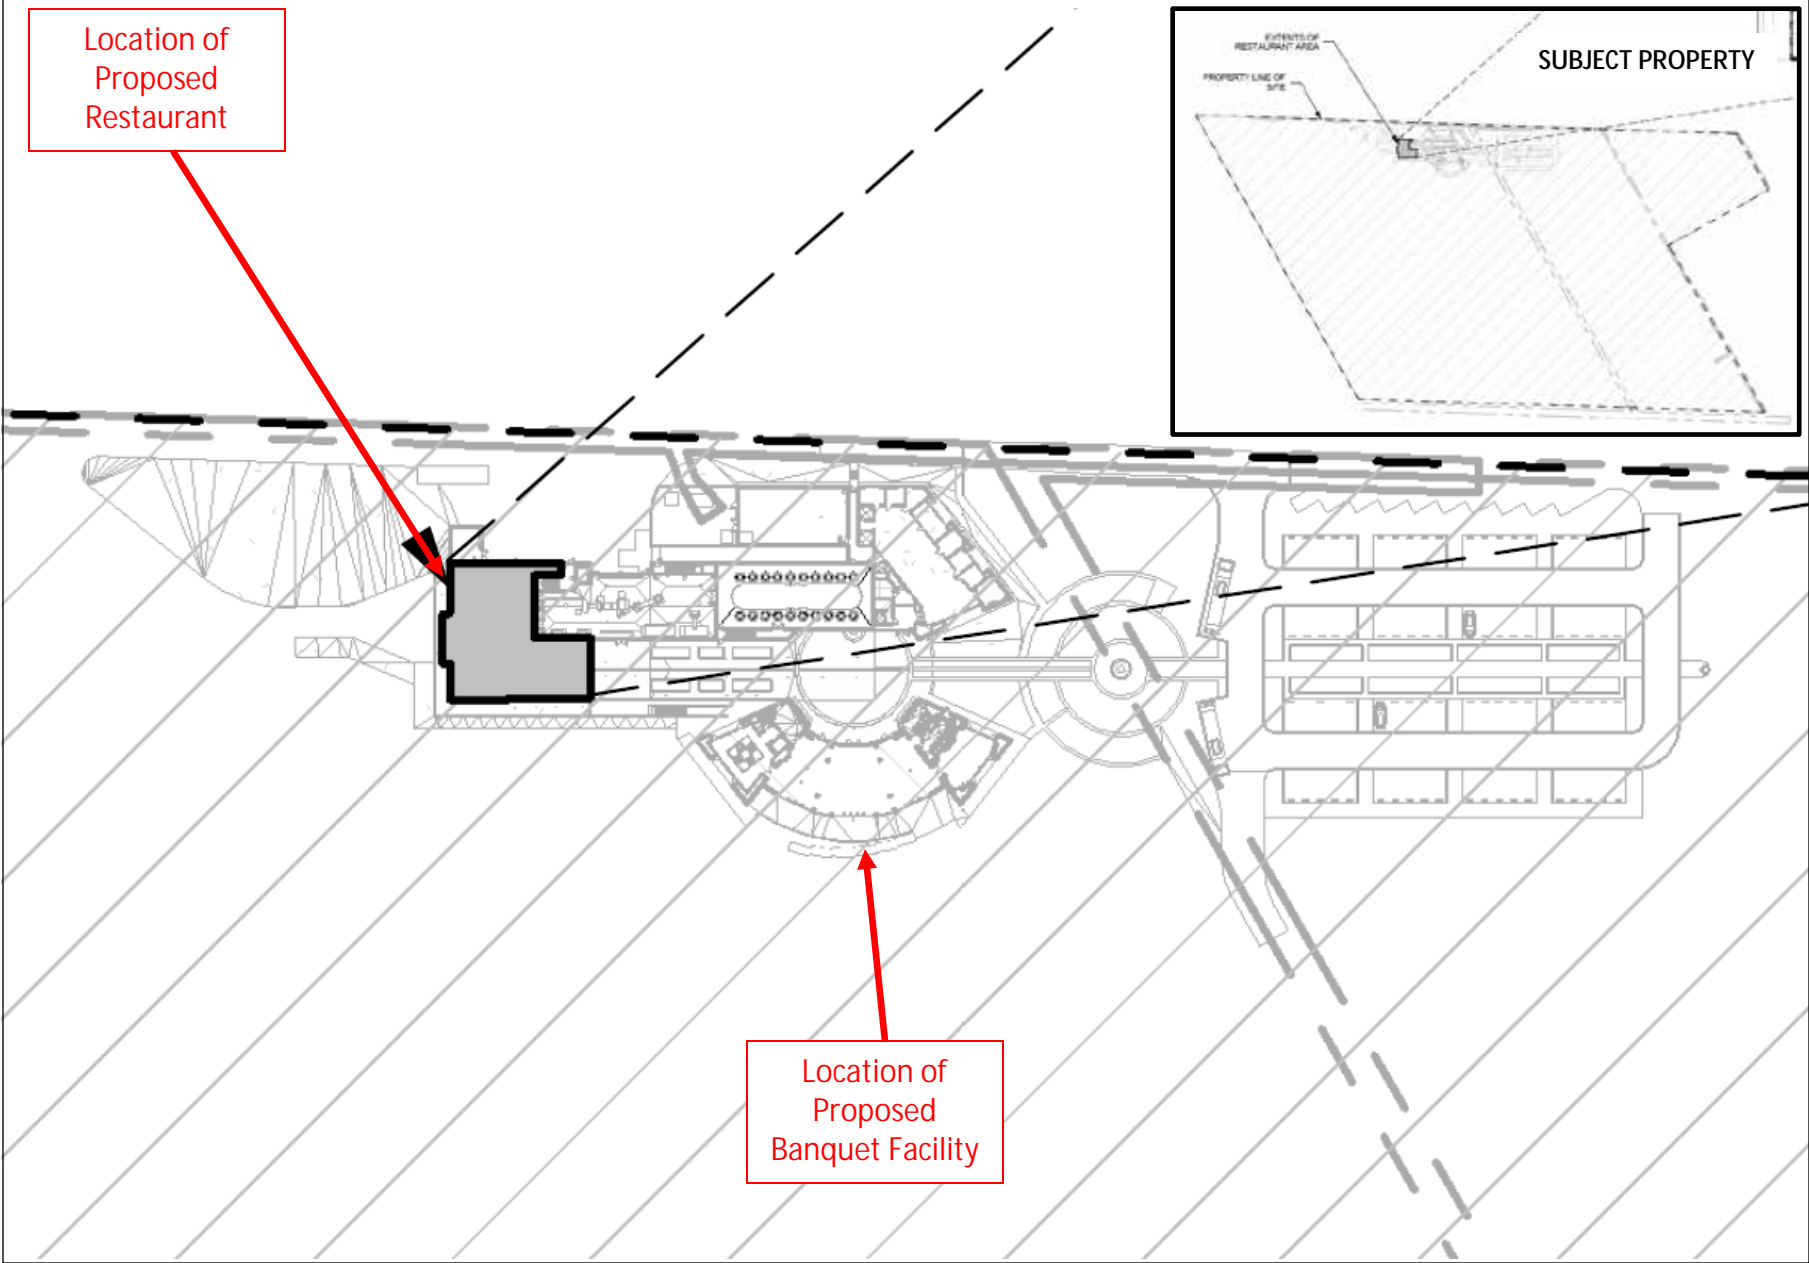 Location of
Proposed
Restaurant
EXTENTS OF
RESTAURANT AREA
SUBJECT PROPERTY
PROPERTY LINE OF
SITE
Location of
Proposed
Banquet Facility